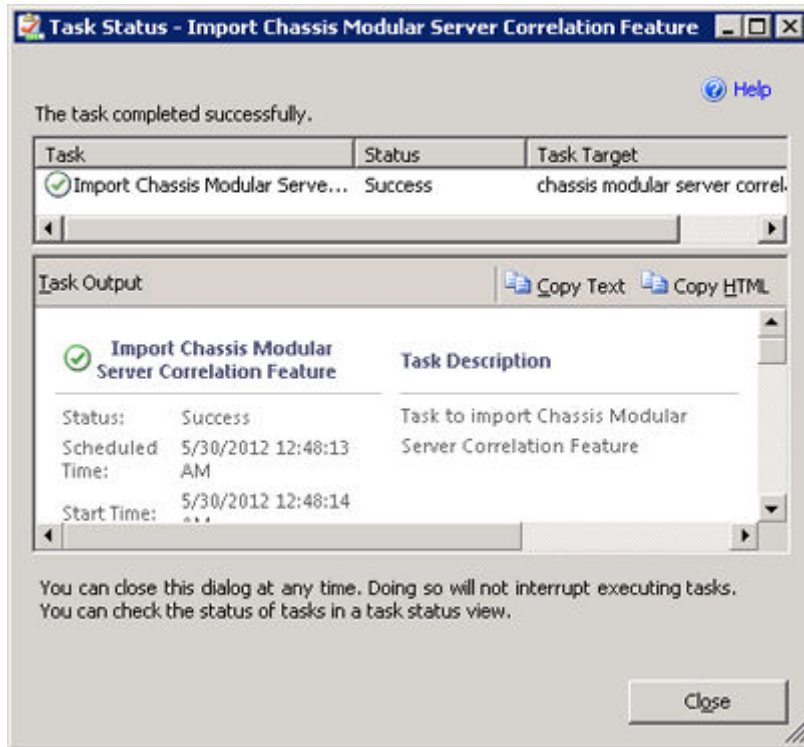 Task Status - Import Chassis Modular Server Correlation Feature
Help
The task completed successfully.
Task Status Task Target
Import Chassis Modular Serve... Success chassis modular server correl
Task Output Copy Text Copy HTML
Import Chassis Modular Server Correlation Feature
Task Description
Status: Success
Scheduled Time: 5/30/2012 12:48:13 AM
Start Time: 5/30/2012 12:48:14
Task to import Chassis Modular
Server Correlation Feature
You can close this dialog at any time. Doing so will not interrupt executing tasks.
You can check the status of tasks in a task status view.
Close